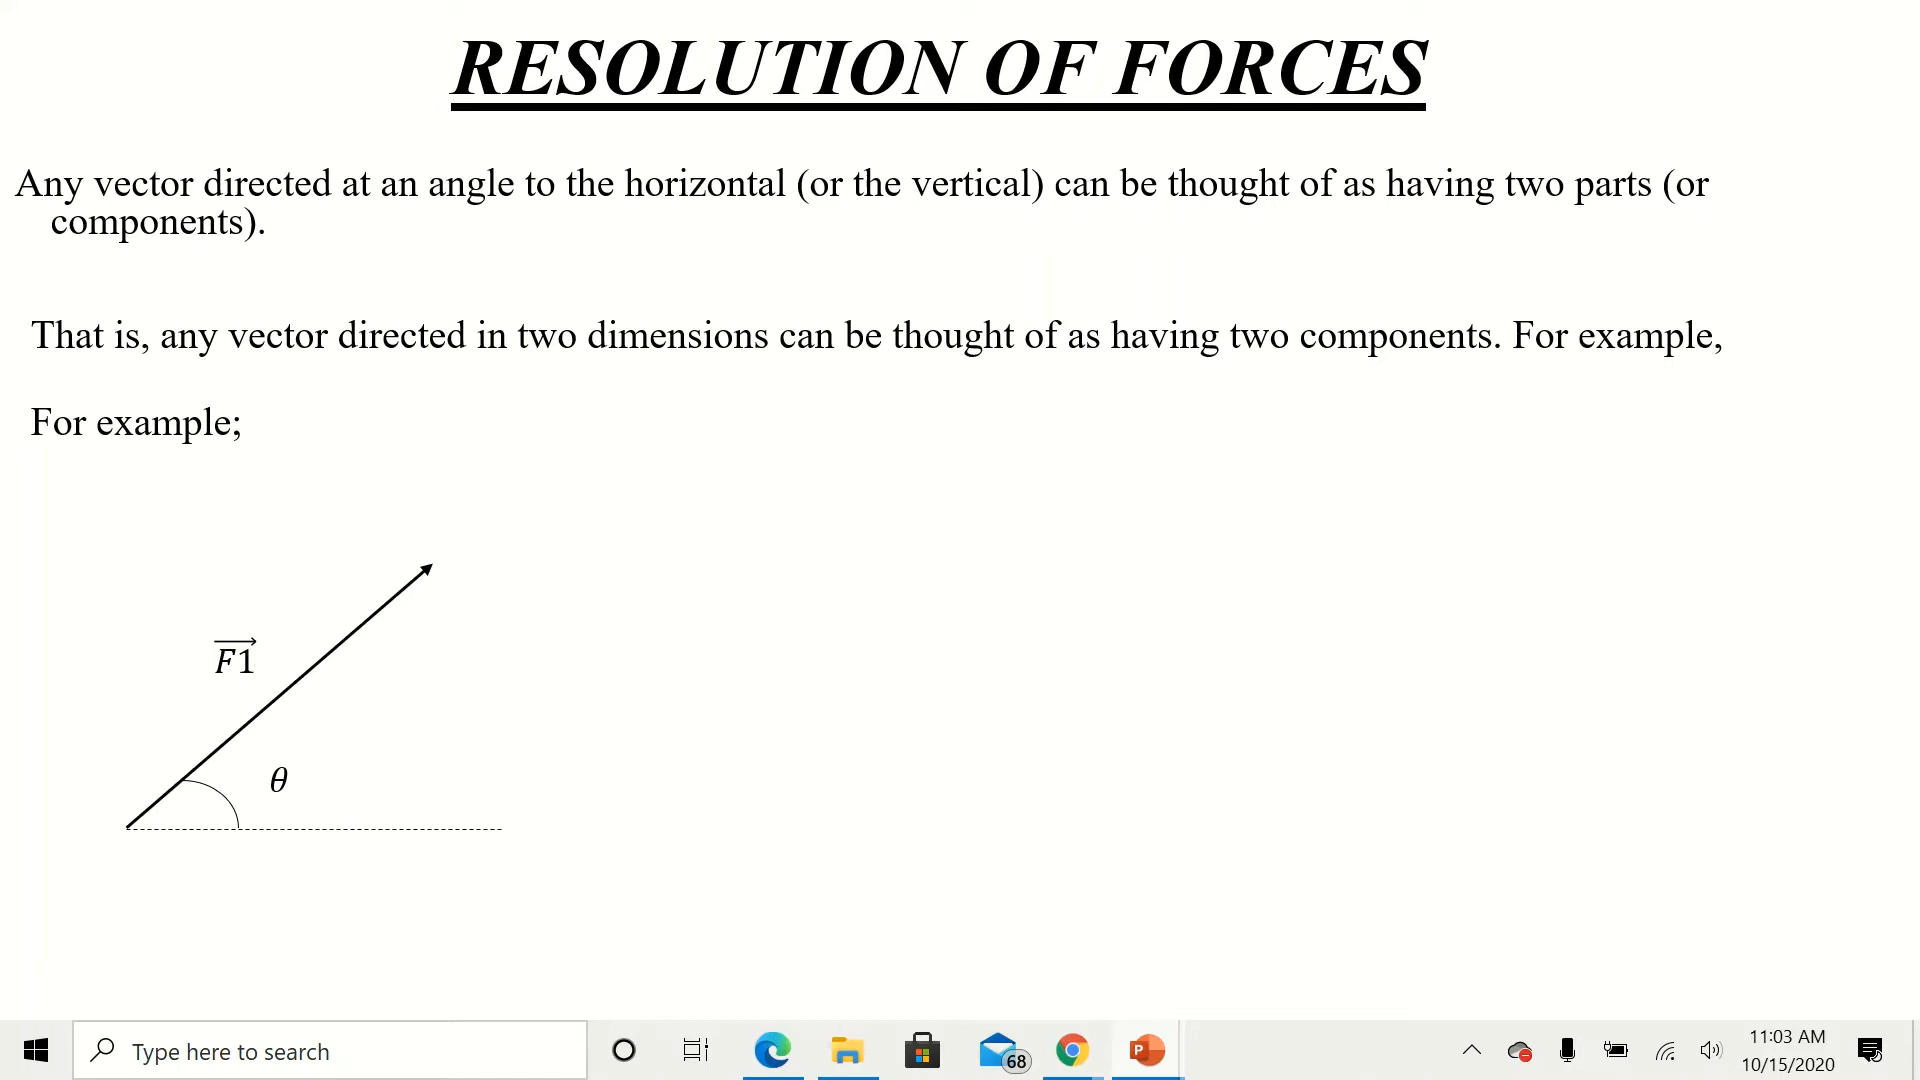 RESOLUTION OF FORCES
Any vector directed at an angle to the horizontal (or the vertical) can be thought of as having two parts (or
components).
That is, any vector directed in two dimensions can be thought of as having two components. For example,
For example;
F1
θ
Type here to search
68
P
11:03 AM
10/15/2020